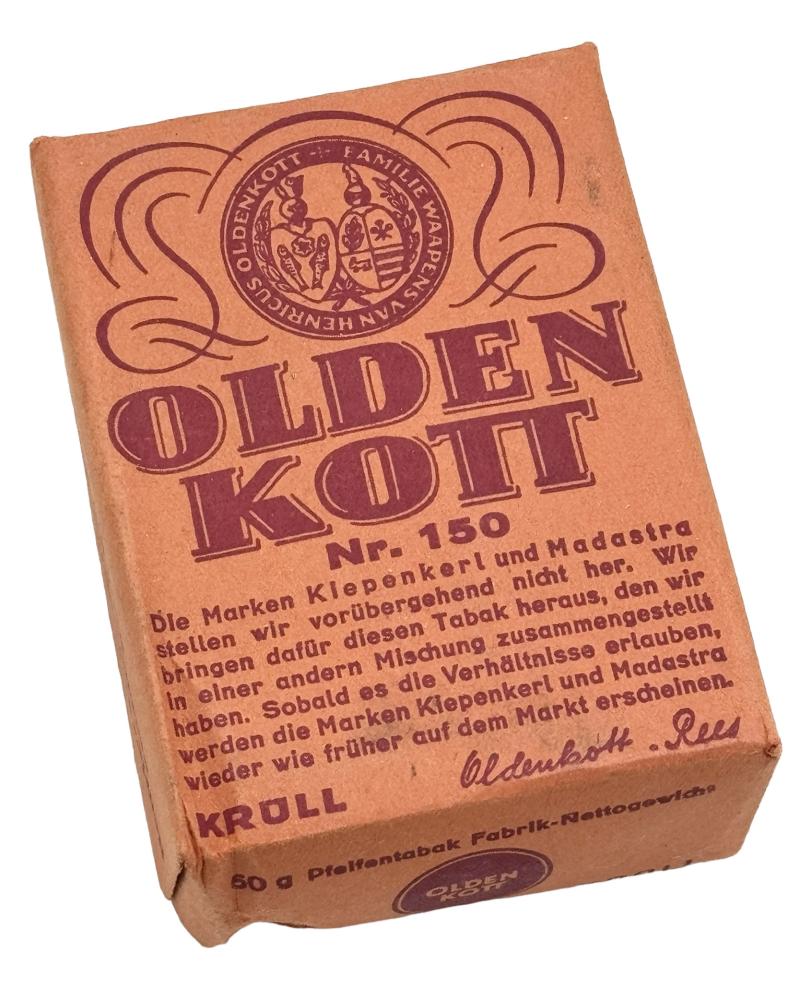 OLDENKOTT + FAMILIE WAAPENS VAN HENRICUS
OLDEN
KOTT
Nr. 150
Die Marken Kiepenkerl und Madastra
stellen wir vorübergehend nicht her. Wir
bringen dafür diesen Tabak heraus, den wir
in einer andern Mischung zusammengestellt
haben. Sobald es die Verhältnisse erlauben,
werden die Marken Kiepenkerl und Madastra
wieder wie früher auf dem Markt erscheinen.
Oldenkott . Rees
KRÜLL
50 g Pfeifentabak Fabrik-Nettogewicht
OLDEN
KOTT